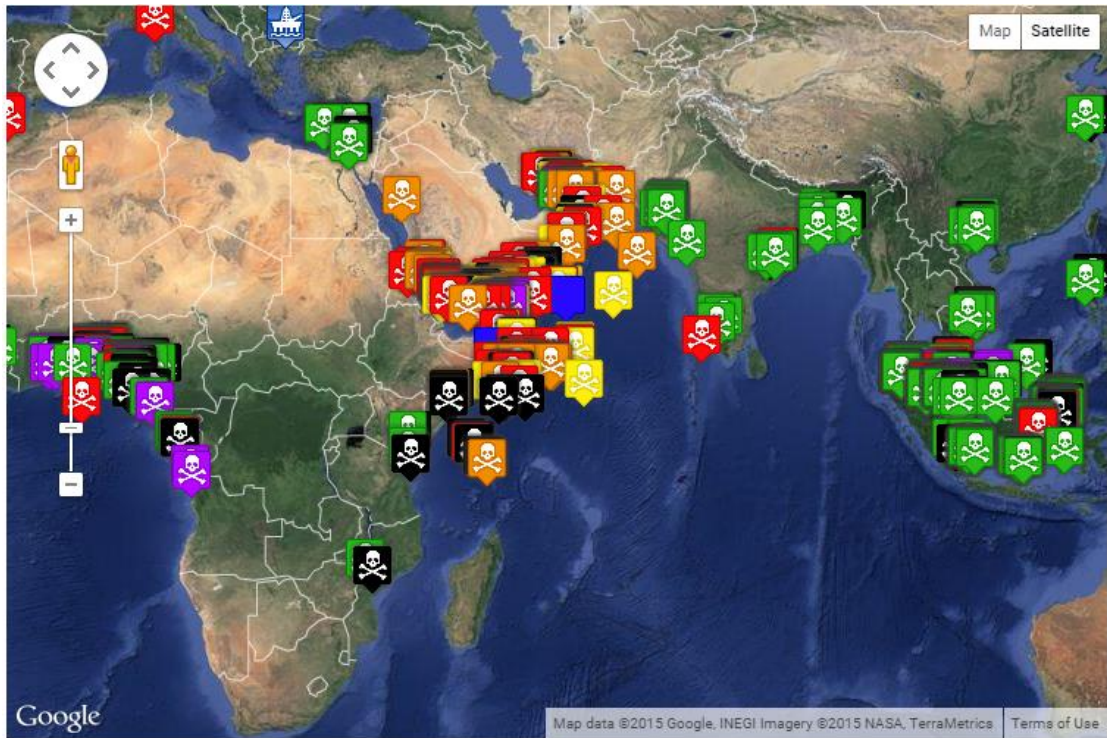 Map Satellite
+
−
−
Google
Map data ©2015 Google, INEGI Imagery ©2015 NASA, TerraMetrics Terms of Use